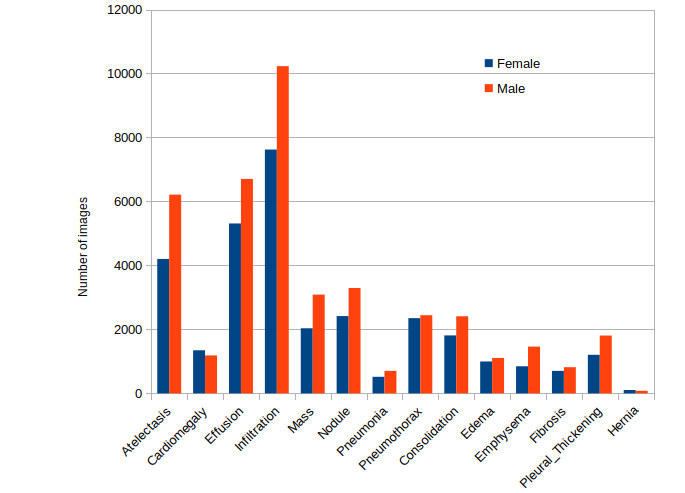 12000
10000
8000
6000
4000
2000
0
Number of images
Female
Male
Atelectasis
Cardiomegaly
Effusion
Infiltration
Mass
Nodule
Pneumonia
Pneumothorax
Consolidation
Edema
Emphysema
Fibrosis
Pleural_Thickening
Hernia